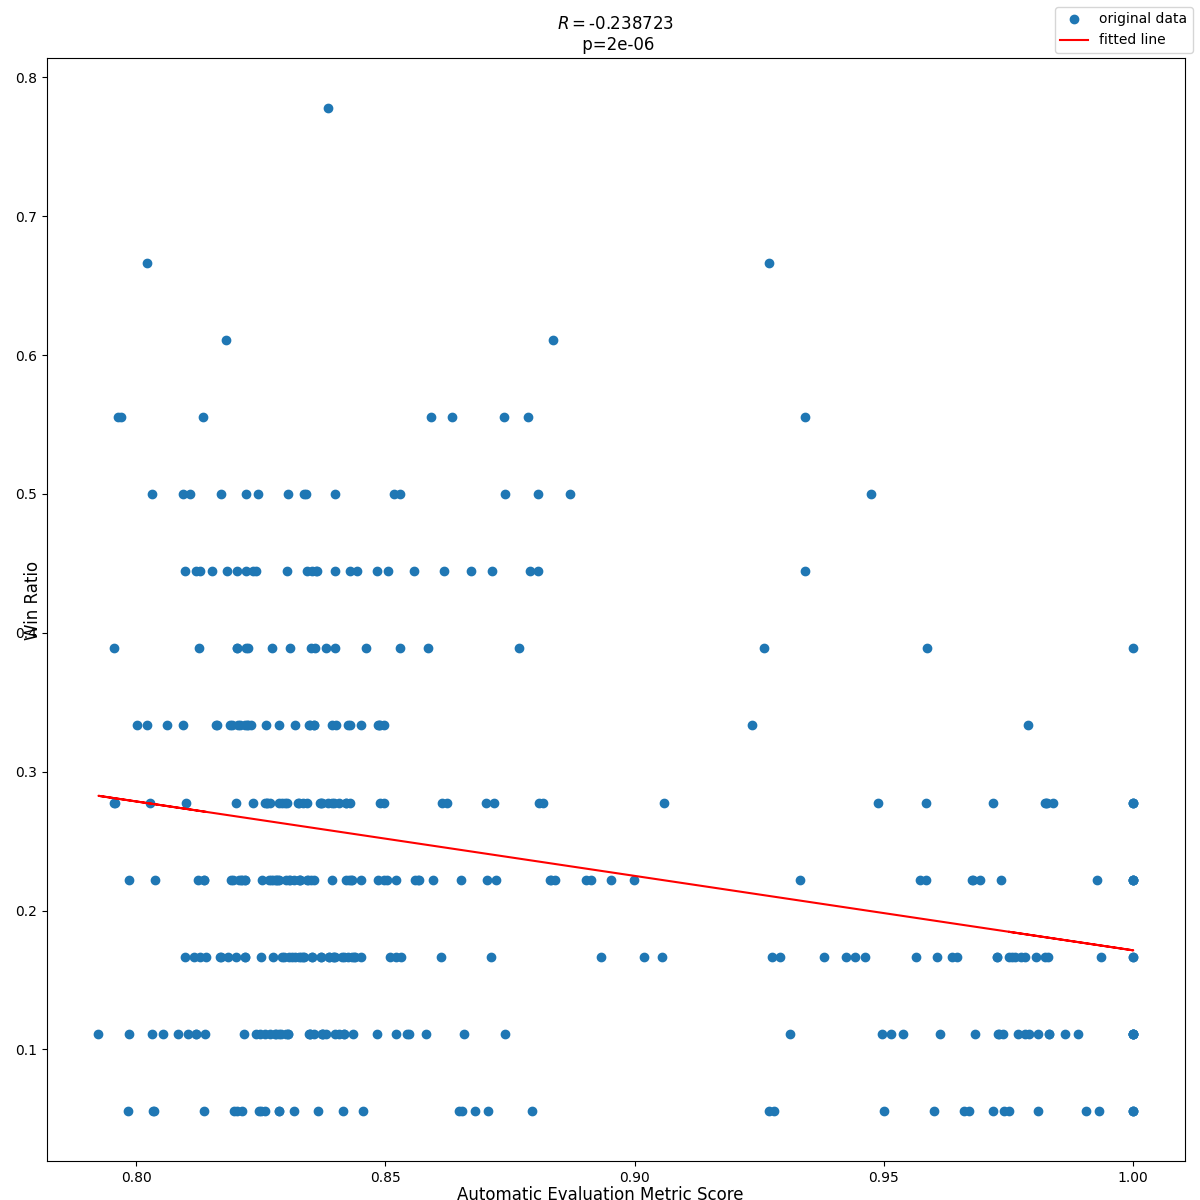 R = -0.238723
p=2e-06
original data
fitted line
0.8
0.7
0.6
0.5
0.4
0.3
0.2
0.1
Win Ratio
0.80 0.85 0.90 0.95 1.00
Automatic Evaluation Metric Score